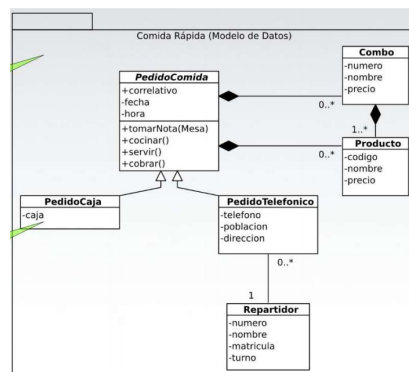 Comida Rápida (Modelo de Datos)
PedidoComida
+correlativo
-fecha
-hora
+tomarNota(Mesa)
+cocinar()
+servir()
+cobrar()
0..*
0..*
Combo
-numero
-nombre
-precio
1..*
Producto
-codigo
-nombre
-precio
PedidoCaja
-caja
PedidoTelefonico
-telefono
-poblacion
-direccion
0..*
1
Repartidor
-numero
-nombre
-matricula
-turno